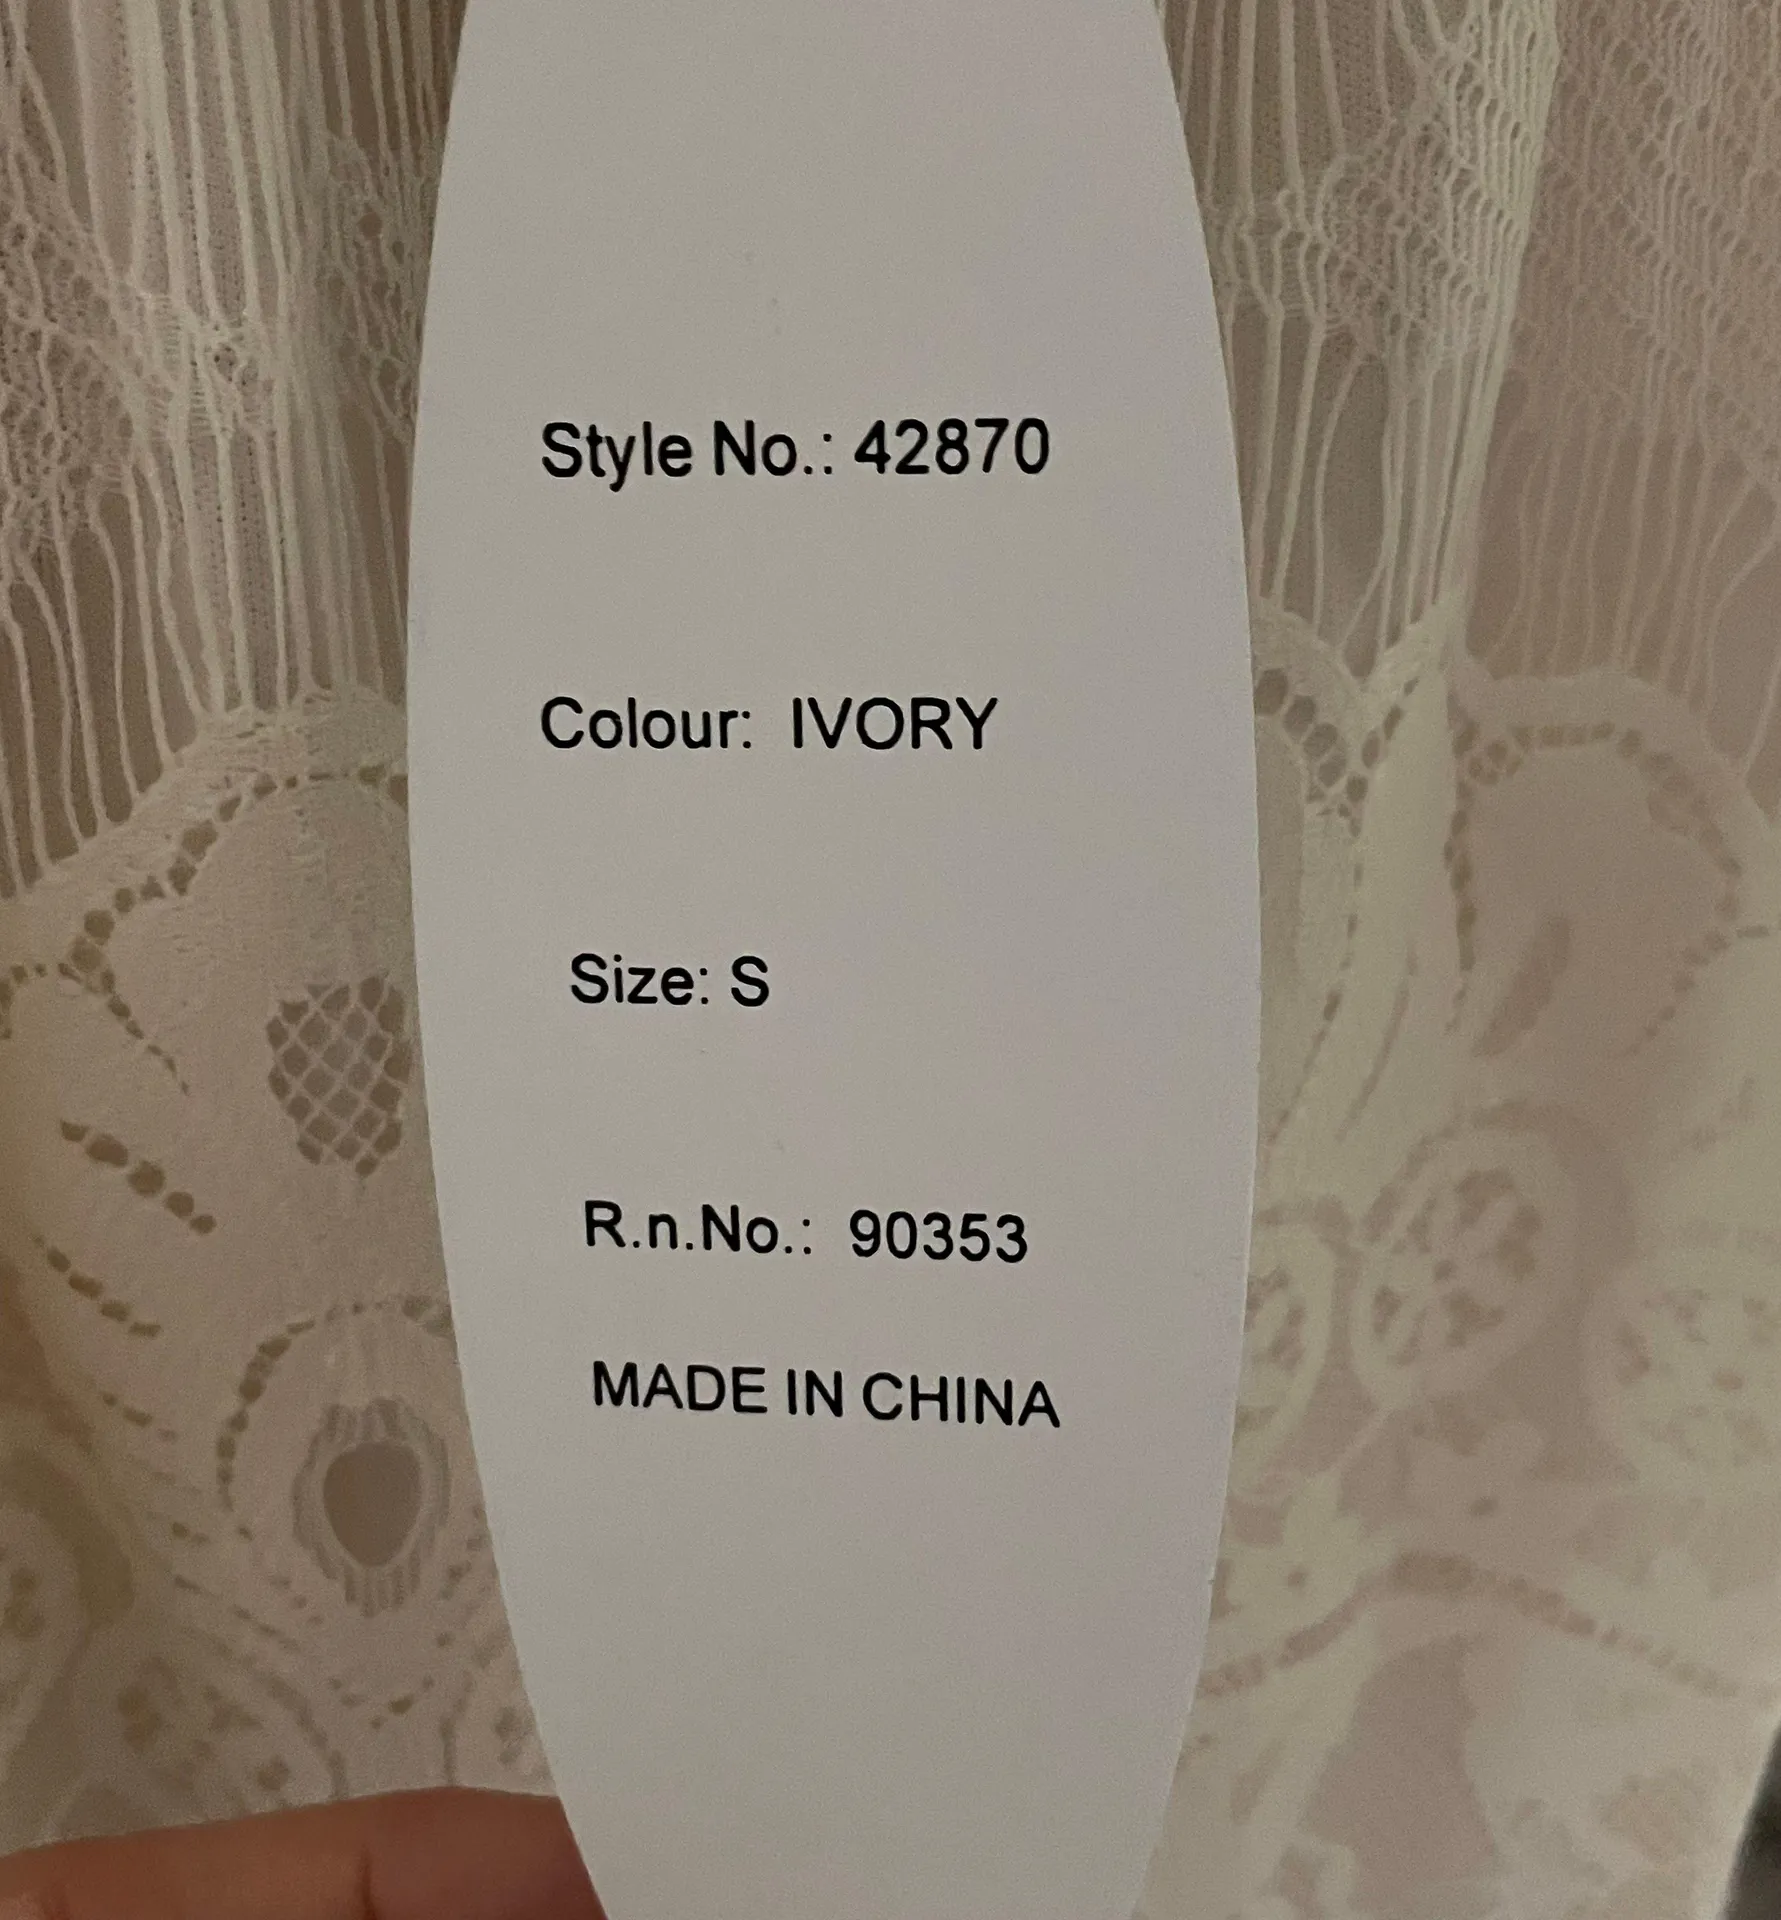 Style No.: 42870
Colour: IVORY
Size: S
R.n.No.: 90353
MADE IN CHINA